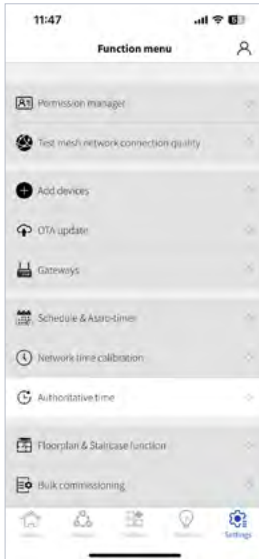 11:47
Function menu
Permission manager
Test mesh network connection quality
Add devices
OTA update
Gateways
Schedule & Astro-timer
Network time calibration
Authoritative time
Floorplan & Staircase function
Bulk commissioning
Settings